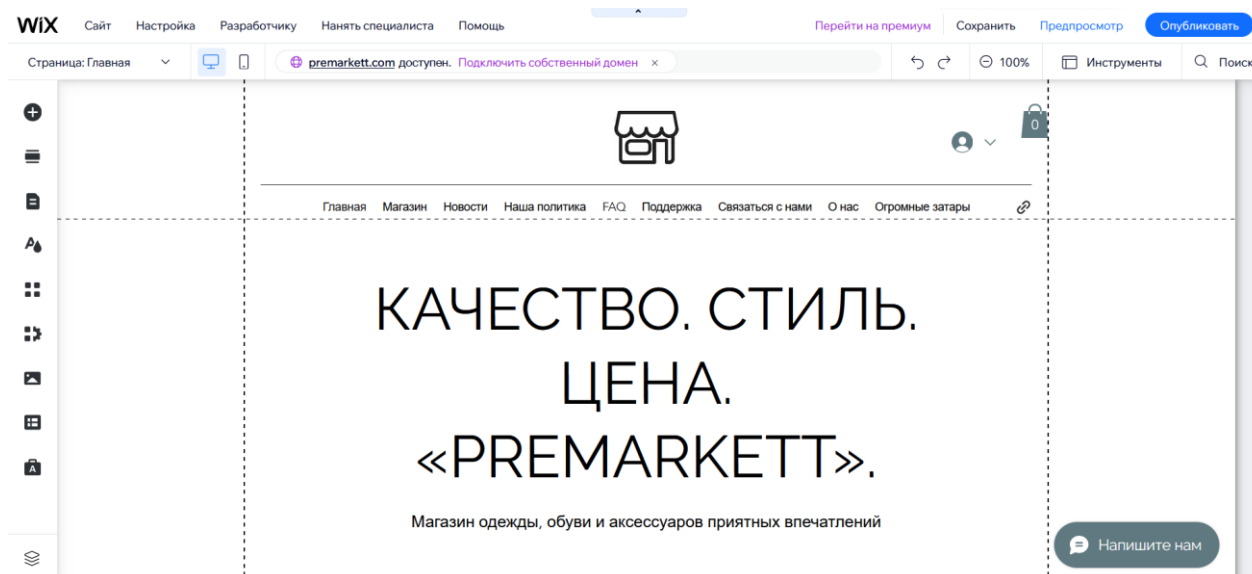 WiX Сайт Настройка Разработчику Нанять специалиста Помощь Перейти на премиум Сохранить Предпросмотр Опубликовать
Страница: Главная premarkett.com доступен. Подключить собственный домен × 100% Инструменты Поиск
0
Главная Магазин Новости Наша политика FAQ Поддержка Связаться с нами О нас Огромные затары
КАЧЕСТВО. СТИЛЬ.
ЦЕНА.
«PREMARKETT».
Магазин одежды, обуви и аксессуаров приятных впечатлений
Напишите нам